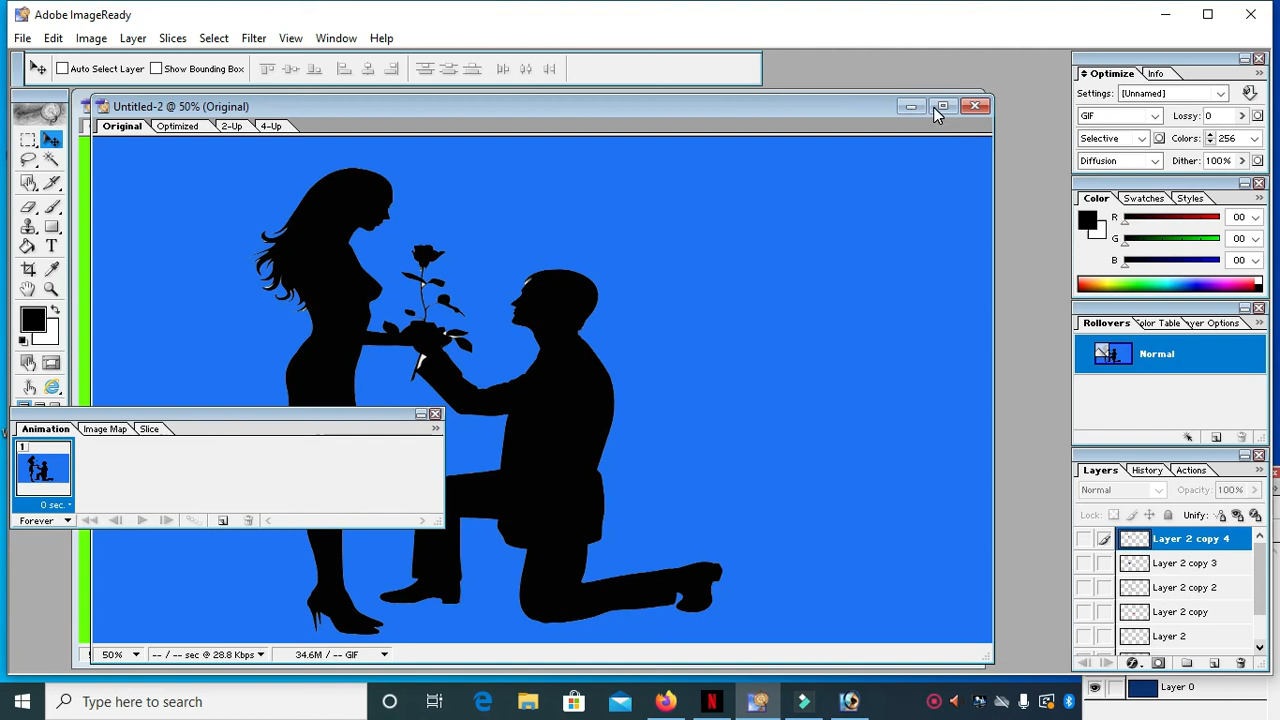 Adobe ImageReady
File Edit Image Layer Slices Select Filter View Window Help
Auto Select Layer Show Bounding Box
Untitled-2 @ 50% (Original)
Original Optimized 2-Up 4-Up
Optimize Info
Settings: [Unnamed]
GIF Lossy: 0
Selective Colors: 256
Diffusion Dither: 100%
Color Swatches Styles
R 00
G 00
B 00
Rollovers Color Table yer Options
Normal
Animation Image Map Slice
1
0 sec.
Forever
Layers History Actions
Normal Opacity: 100%
Lock: Unify:
Layer 2 copy 4
Layer 2 copy 3
Layer 2 copy 2
Layer 2 copy
Layer 2
50% -- / -- sec @ 28.8 Kbps 34.6M / -- GIF
Layer 0
Type here to search